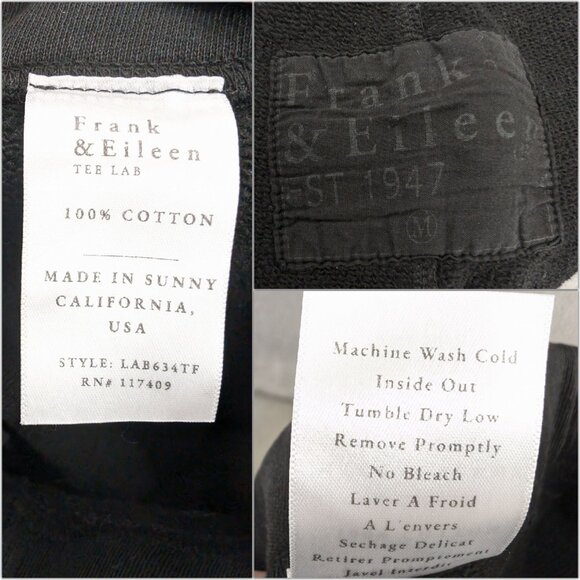 Frank
& Eileen
TEE LAB
100% COTTON
MADE IN SUNNY
CALIFORNIA,
USA
STYLE: LAB634TF
RN# 117409
Frank
& Eileen
EST 1947
M
Machine Wash Cold
Inside Out
Tumble Dry Low
Remove Promptly
No Bleach
Laver A Froid
A L'envers
Sechage Delicat
Retirer Promptement
Javel Interdit